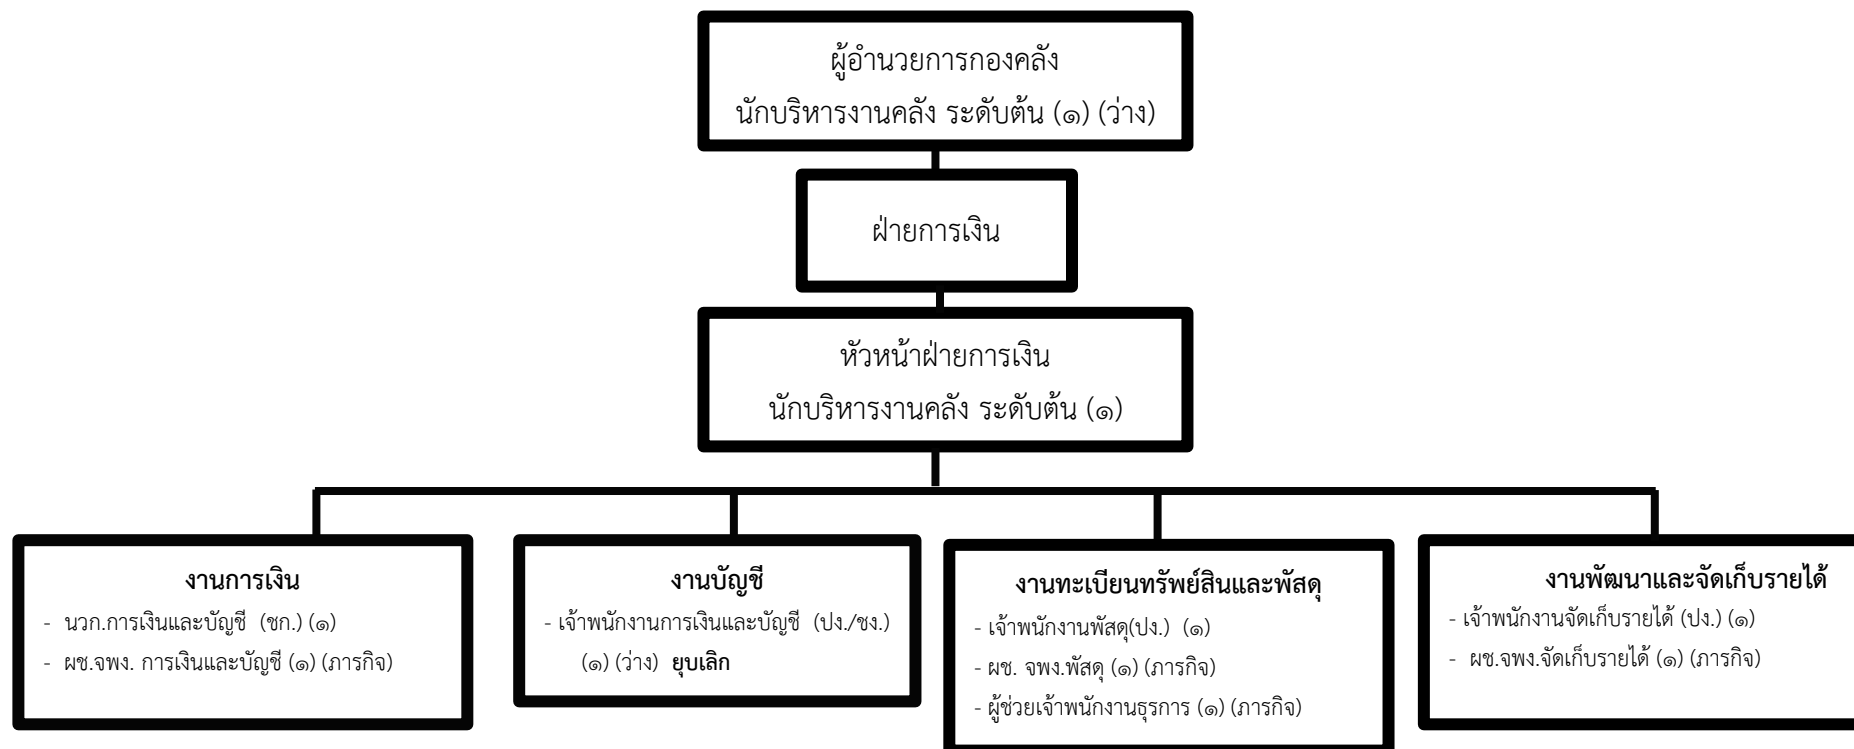 ผู้อำนวยการกองคลัง
นักบริหารงานคลัง ระดับต้น (๑) (ว่าง)
ฝ่ายการเงิน
หัวหน้าฝ่ายการเงิน
นักบริหารงานคลัง ระดับต้น (๑)
งานการเงิน
- นวก.การเงินและบัญชี (ชก.) (๑)
- ผช.จพง. การเงินและบัญชี (๑) (ภารกิจ)
งานบัญชี
- เจ้าพนักงานการเงินและบัญชี (ปง./ชง.)
(๑) (ว่าง) ยุบเลิก
งานทะเบียนทรัพย์สินและพัสดุ
- เจ้าพนักงานพัสดุ(ปง.) (๑)
- ผช. จพง.พัสดุ (๑) (ภารกิจ)
- ผู้ช่วยเจ้าพนักงานธุรการ (๑) (ภารกิจ)
งานพัฒนาและจัดเก็บรายได้
- เจ้าพนักงานจัดเก็บรายได้ (ปง.) (๑)
- ผช.จพง.จัดเก็บรายได้ (๑) (ภารกิจ)